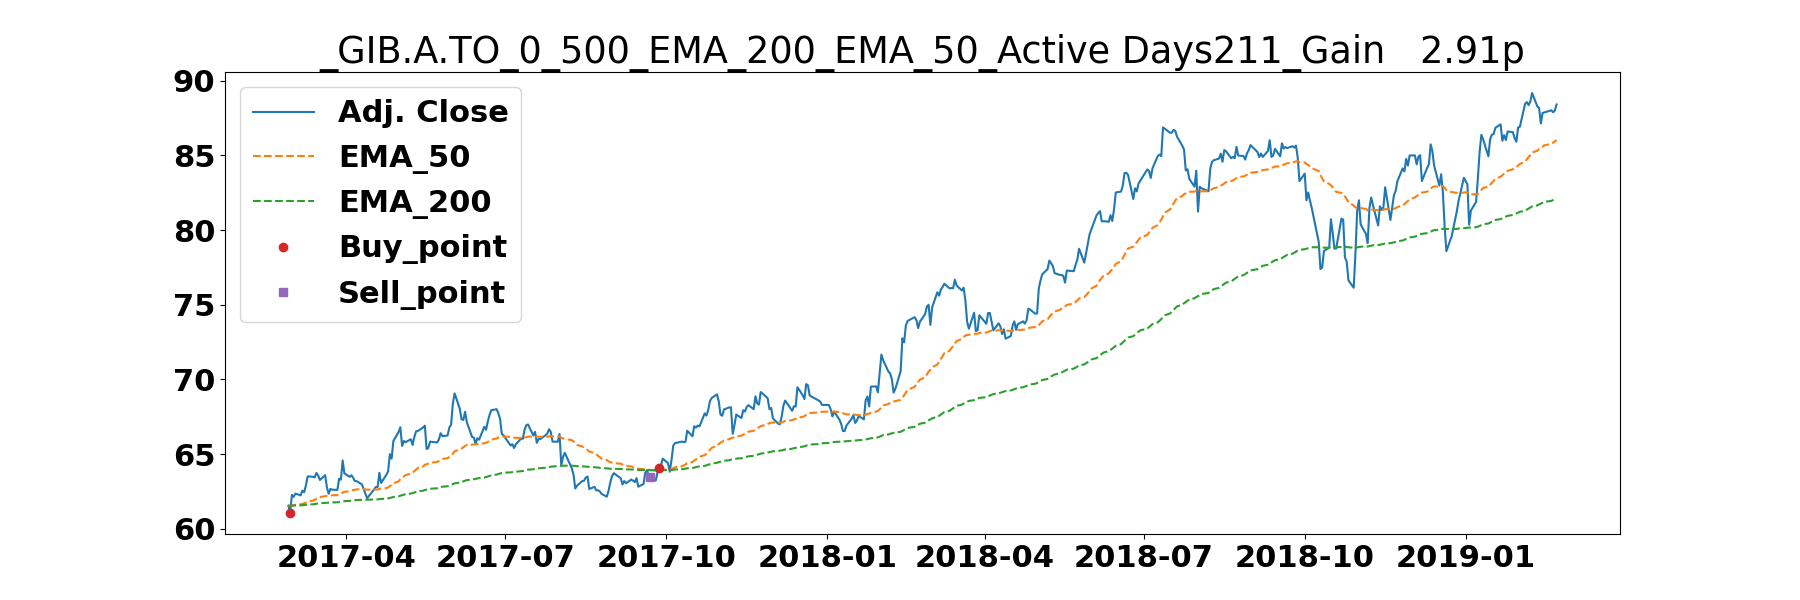 _GIB.A.TO_0_500_EMA_200_EMA_50_Active Days211_Gain   2.91p
90
85
80
75
70
65
60
Adj. Close
EMA_50
EMA_200
Buy_point
Sell_point
2017-04 2017-07 2017-10 2018-01 2018-04 2018-07 2018-10 2019-01